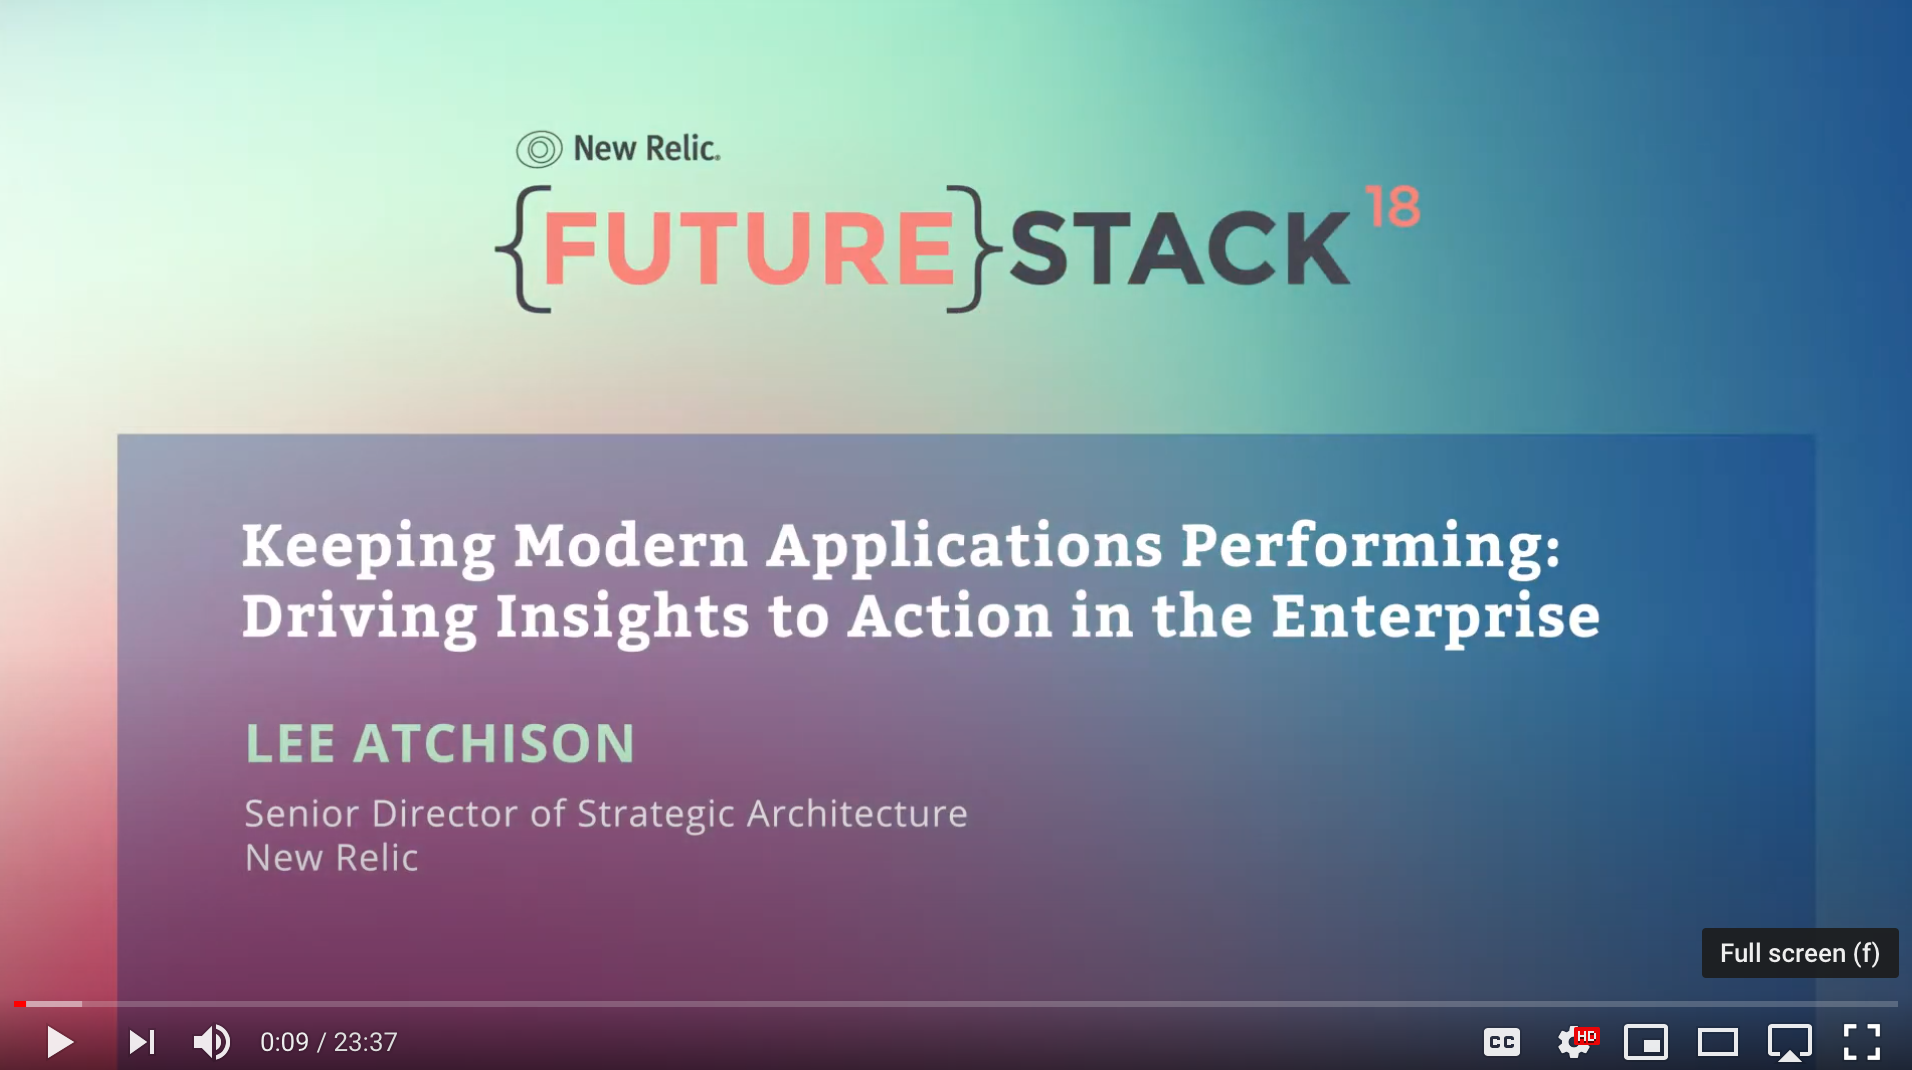 New Relic®
{FUTURE}STACK 18
Keeping Modern Applications Performing:
Driving Insights to Action in the Enterprise
LEE ATCHISON
Senior Director of Strategic Architecture
New Relic
Full screen (f)
0:09 / 23:37
CC
HD